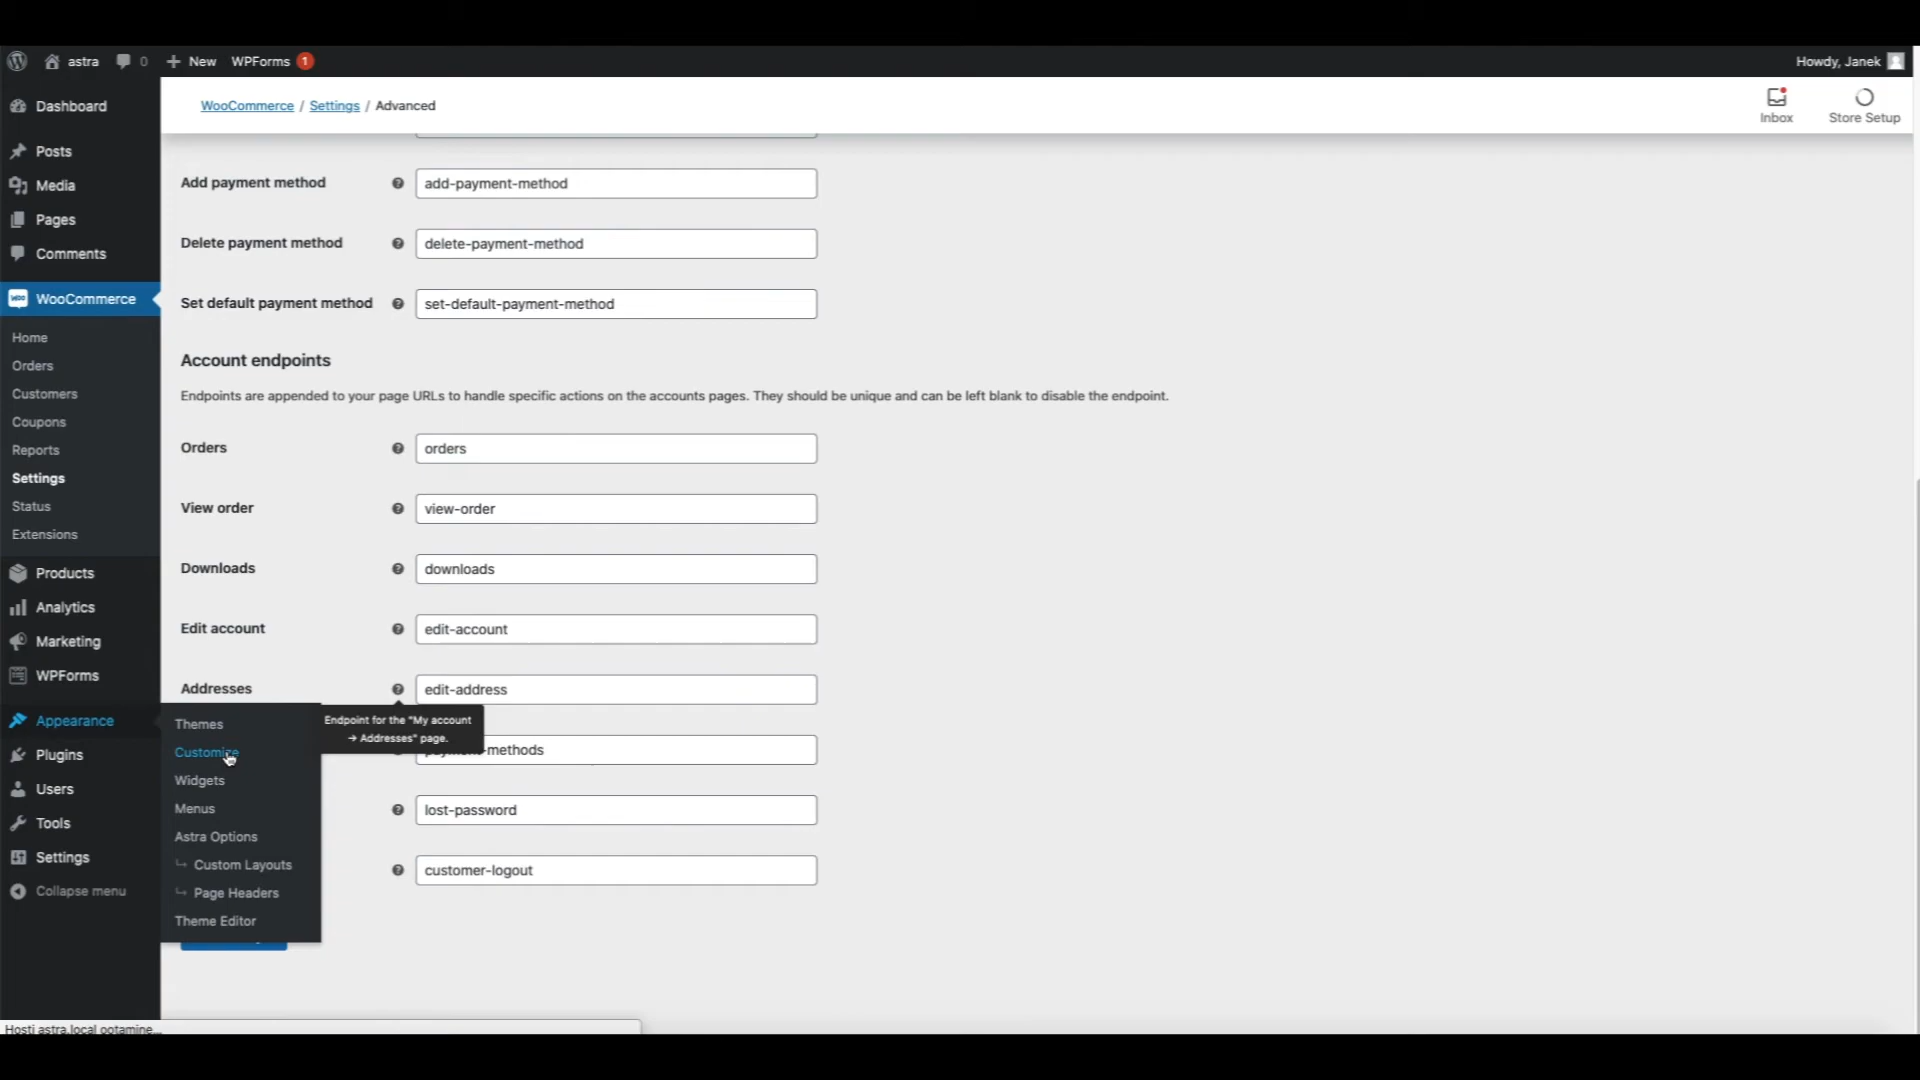 astra 0 New WPForms 1 Howdy, Janek
Dashboard
Posts
Media
Pages
Comments
WooCommerce
Home
Orders
Customers
Coupons
Reports
Settings
Status
Extensions
Products
Analytics
Marketing
WPForms
Appearance
Plugins
Users
Tools
Settings
Collapse menu
WooCommerce / Settings / Advanced
Inbox
Store Setup
Add payment method add-payment-method
Delete payment method delete-payment-method
Set default payment method set-default-payment-method
Account endpoints
Endpoints are appended to your page URLs to handle specific actions on the accounts pages. They should be unique and can be left blank to disable the endpoint.
Orders orders
View order view-order
Downloads downloads
Edit account edit-account
Addresses edit-address
Endpoint for the "My account
→ Addresses" page.
payment-methods
lost-password
customer-logout
Themes
Customize
Widgets
Menus
Astra Options
Custom Layouts
Page Headers
Theme Editor
Hosti astra.local ootamine...